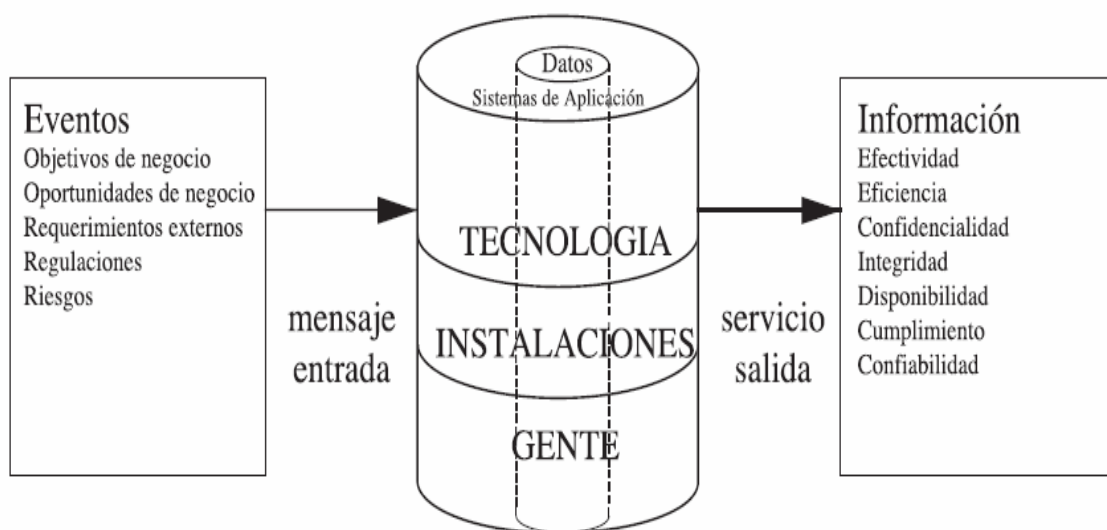 Eventos
Objetivos de negocio
Oportunidades de negocio
Requerimientos externos
Regulaciones
Riesgos
mensaje
entrada
Datos
Sistemas de Aplicación
TECNOLOGIA
INSTALACIONES
GENTE
servicio
salida
Información
Efectividad
Eficiencia
Confidencialidad
Integridad
Disponibilidad
Cumplimiento
Confiabilidad